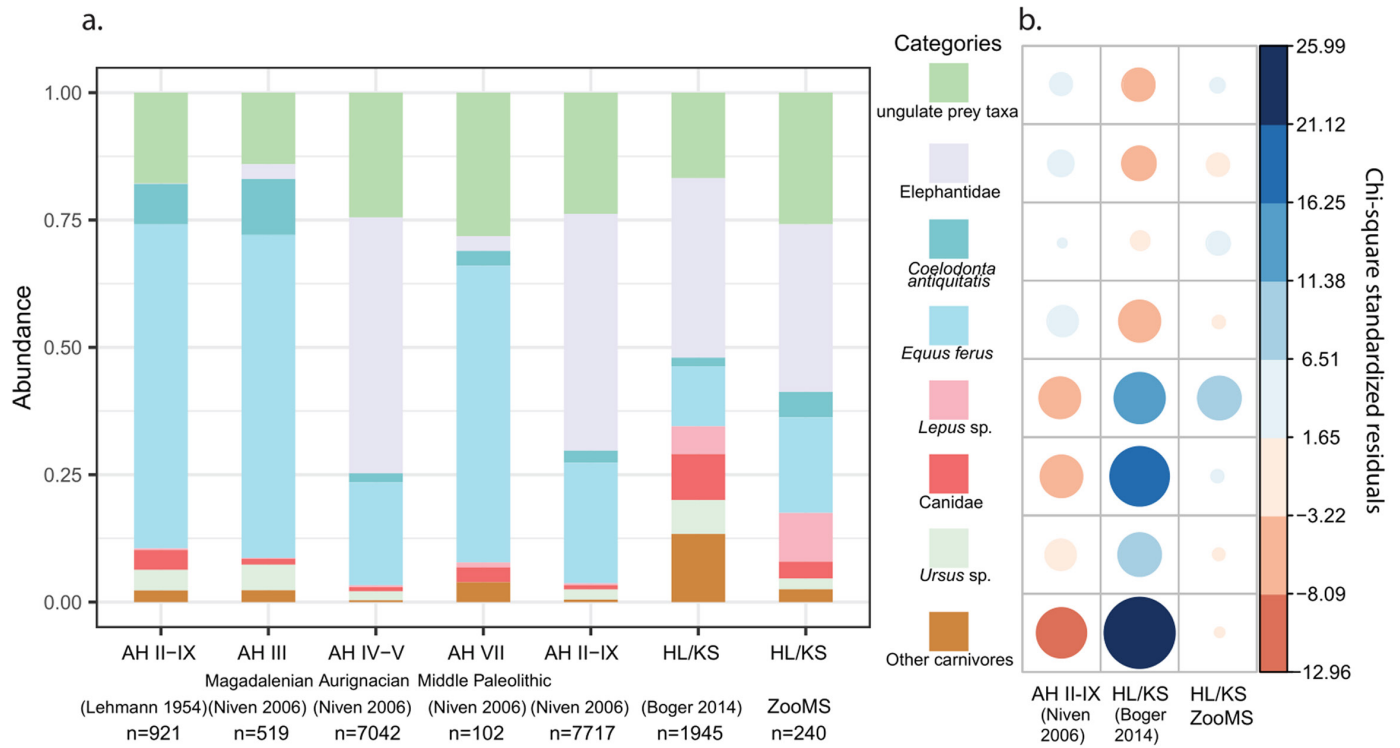 a.
Abundance
1.00
0.75
0.50
0.25
0.00
AH II–IX
AH III
AH IV–V
AH VII
AH II–IX
HL/KS
HL/KS
Magadalenian
Aurignacian
Middle Paleolithic
(Lehmann 1954)
(Niven 2006)
(Niven 2006)
(Niven 2006)
(Niven 2006)
(Boger 2014)
ZooMS
n=921
n=519
n=7042
n=102
n=7717
n=1945
n=240
Categories
ungulate prey taxa
Elephantidae
Coelodonta
antiquitatis
Equus ferus
Lepus sp.
Canidae
Ursus sp.
Other carnivores
b.
AH II-IX
(Niven
2006)
HL/KS
(Boger
2014)
HL/KS
ZooMS
25.99
21.12
16.25
11.38
6.51
1.65
−3.22
−8.09
−12.96
Chi-square standardized residuals